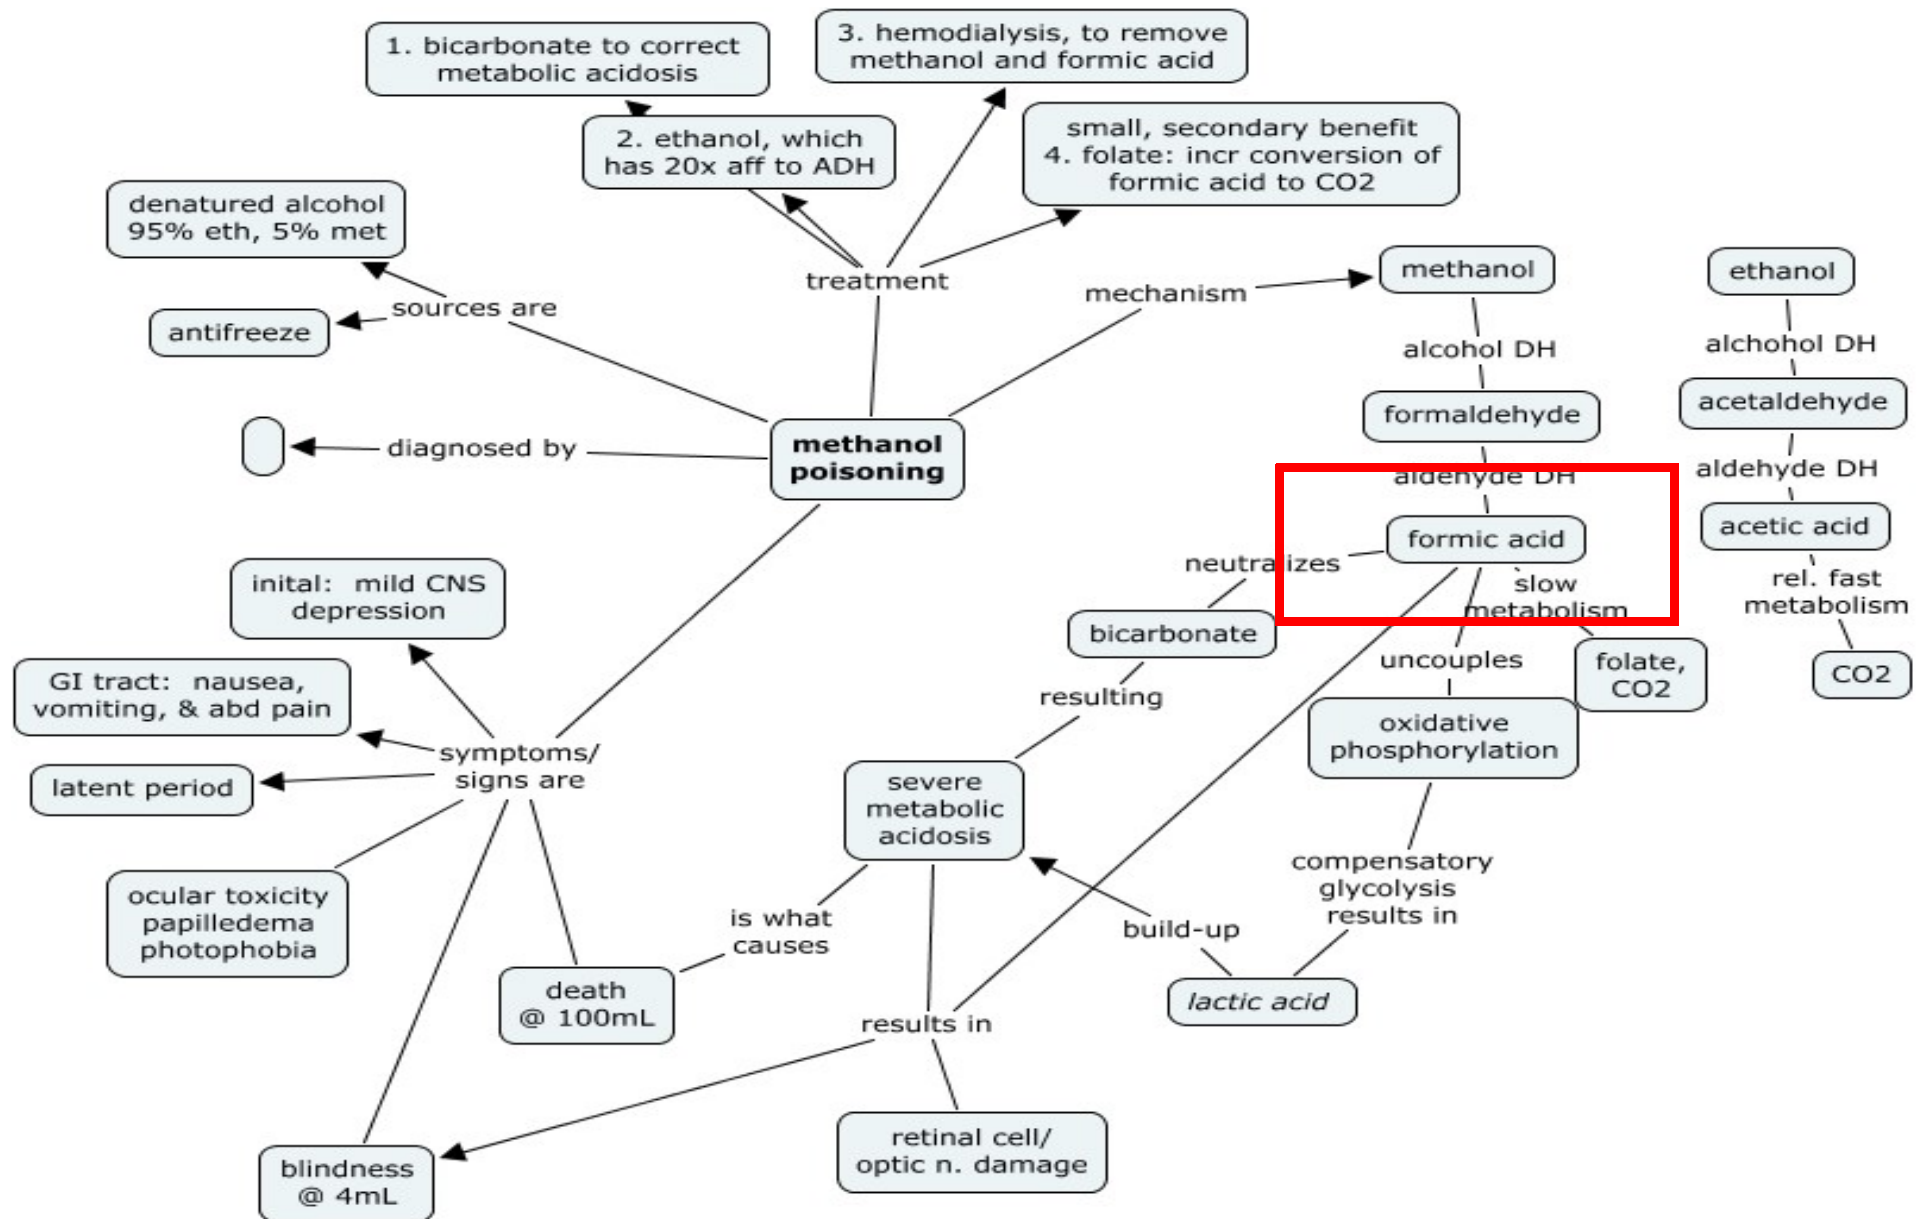 1. bicarbonate to correct
metabolic acidosis
3. hemodialysis, to remove
methanol and formic acid
2. ethanol, which
has 20x aff to ADH
small, secondary benefit
4. folate: incr conversion of
formic acid to CO2
denatured alcohol
95% eth, 5% met
sources are
antifreeze
treatment
mechanism
methanol
alcohol DH
formaldehyde
aldehyde DH
formic acid
slow
metabolism
folate,
CO2
ethanol
alchohol DH
acetaldehyde
aldehyde DH
acetic acid
rel. fast
metabolism
CO2
diagnosed by
methanol
poisoning
neutralizes
bicarbonate
resulting
severe
metabolic
acidosis
uncouples
oxidative
phosphorylation
compensatory
glycolysis
results in
lactic acid
build-up
inital: mild CNS
depression
GI tract: nausea,
vomiting, & abd pain
symptoms/
signs are
latent period
ocular toxicity
papilledema
photophobia
is what
causes
death
@ 100mL
results in
retinal cell/
optic n. damage
blindness
@ 4mL